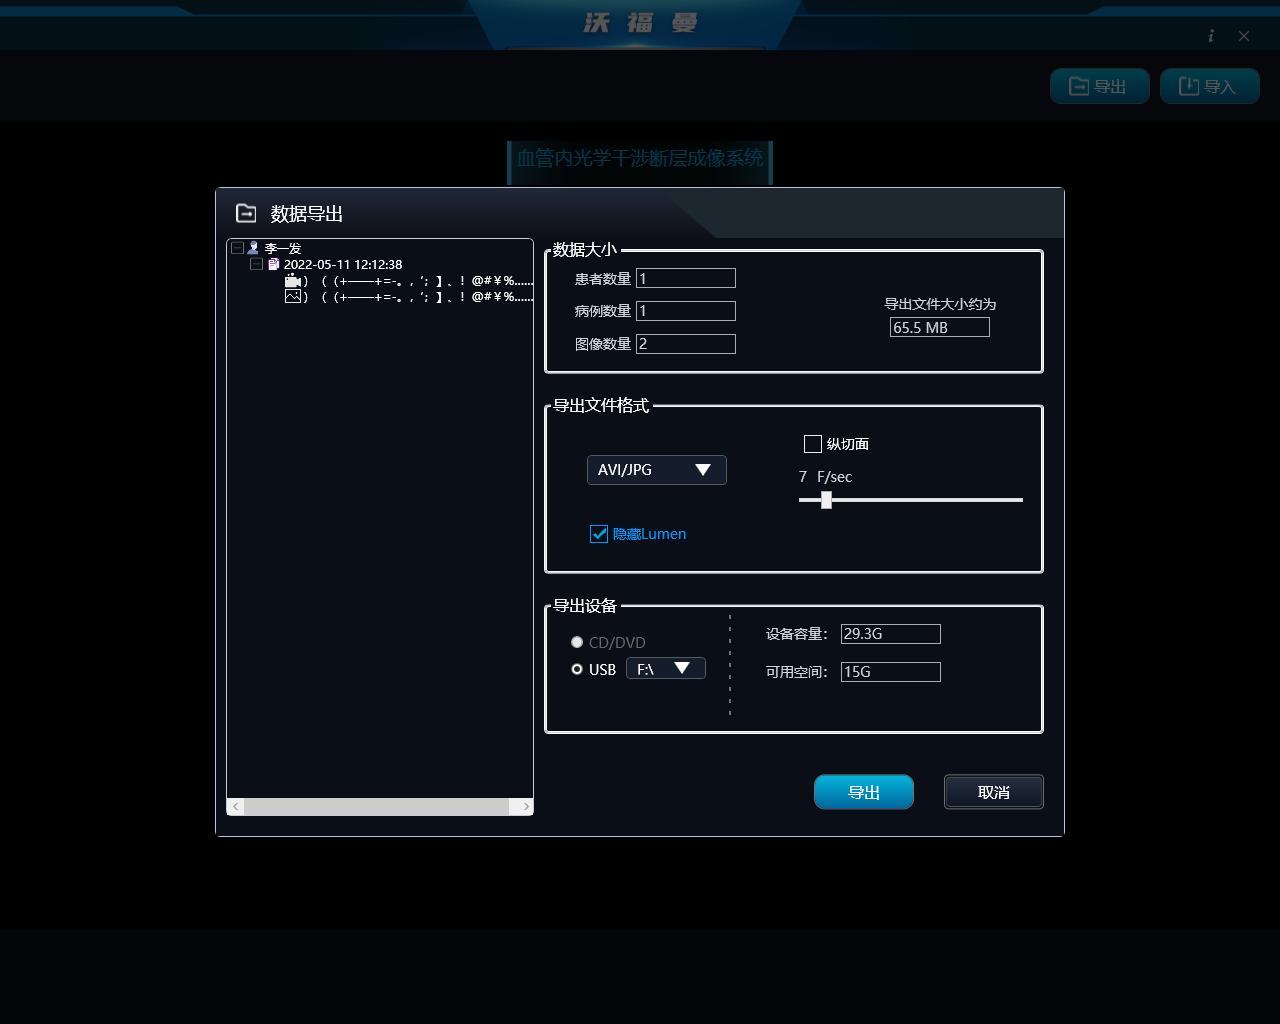 沃福曼
导出
导入
血管内光学干涉断层成像系统
数据导出
李一发
2022-05-11 12:12:38
）（（+——+=-。，‘；】、！@#￥%......
）（（+——+=-。，‘；】、！@#￥%......
数据大小
患者数量 1
病例数量 1
图像数量 2
导出文件大小约为
65.5 MB
导出文件格式
AVI/JPG
纵切面
7 F/sec
隐藏Lumen
导出设备
CD/DVD
USB F:\
设备容量： 29.3G
可用空间： 15G
导出
取消